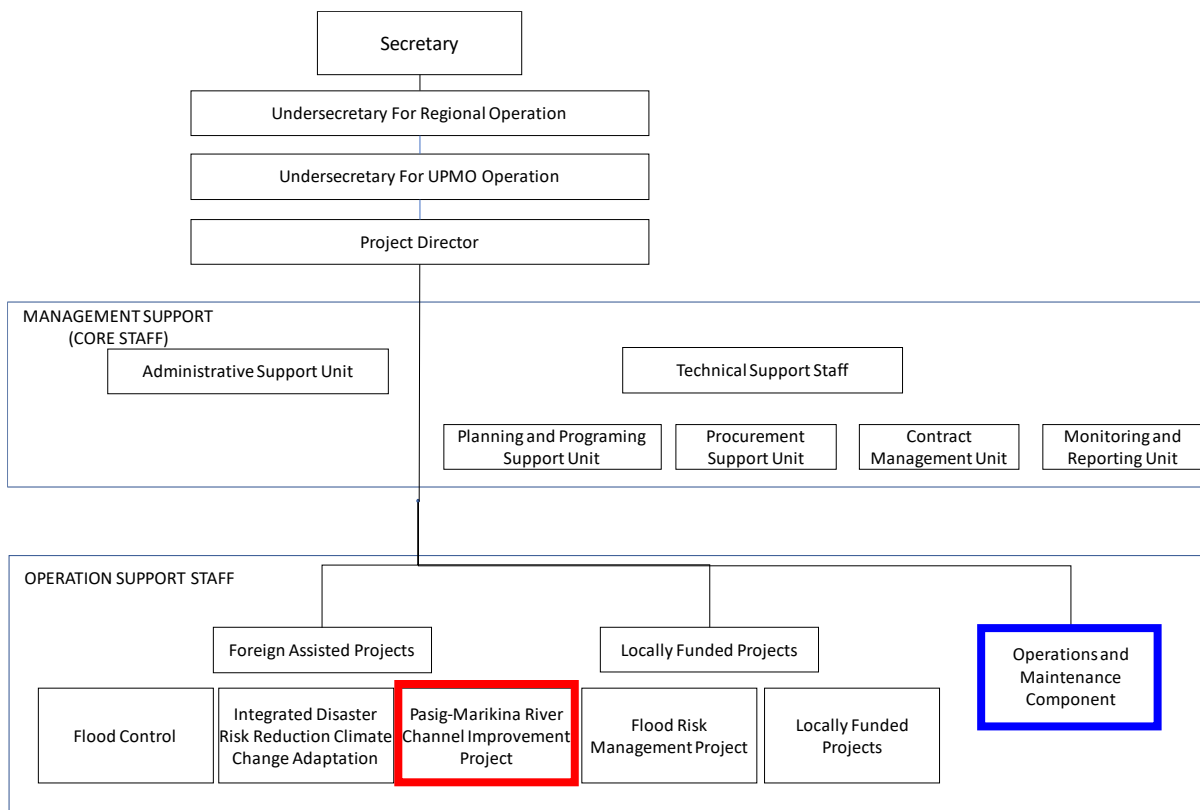 Secretary
Undersecretary For Regional Operation
Undersecretary For UPMO Operation
Project Director
MANAGEMENT SUPPORT
(CORE STAFF)
Administrative Support Unit
Technical Support Staff
Planning and Programing
Support Unit
Procurement
Support Unit
Contract
Management Unit
Monitoring and
Reporting Unit
OPERATION SUPPORT STAFF
Foreign Assisted Projects
Locally Funded Projects
Operations and
Maintenance
Component
Flood Control
Integrated Disaster
Risk Reduction Climate
Change Adaptation
Pasig-Marikina River
Channel Improvement
Project
Flood Risk
Management Project
Locally Funded
Projects